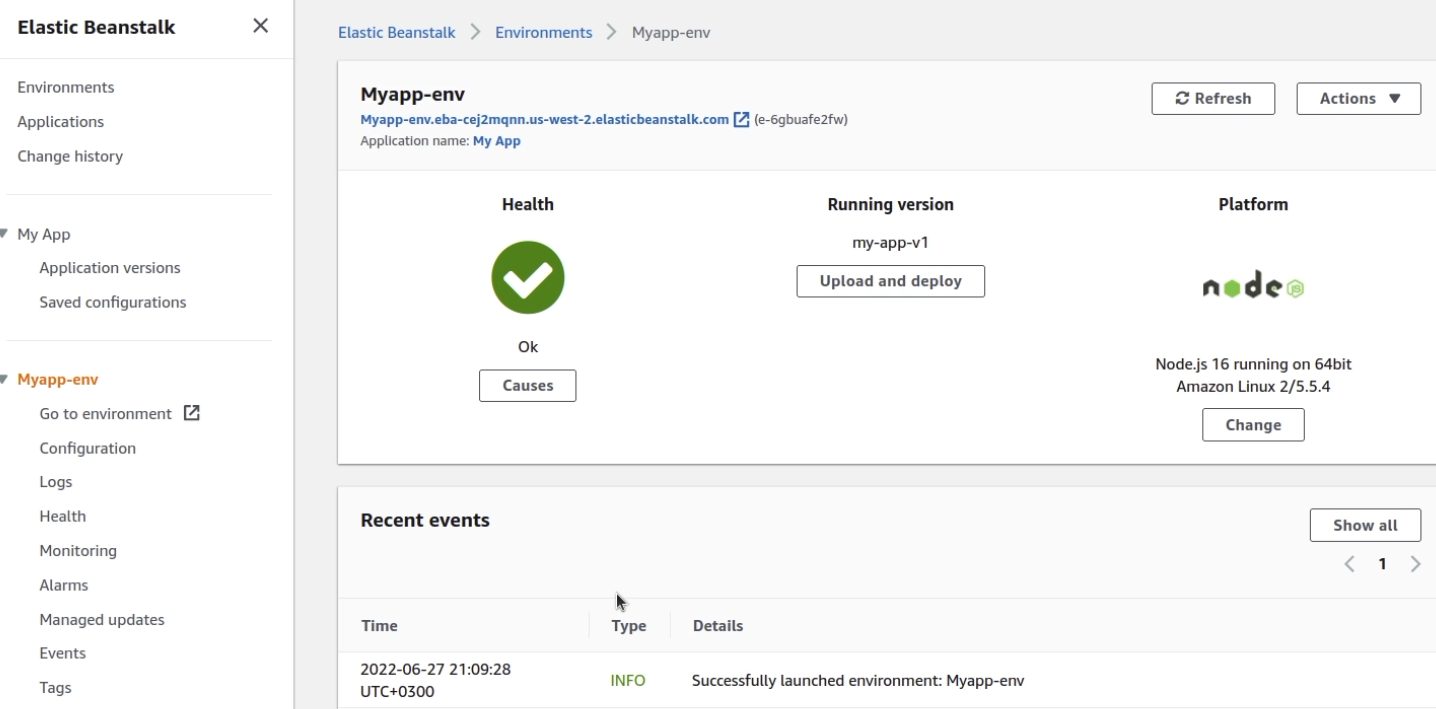 Elastic Beanstalk
Environments
Applications
Change history
My App
Application versions
Saved configurations
Myapp-env
Go to environment
Configuration
Logs
Health
Monitoring
Alarms
Managed updates
Events
Tags
Elastic Beanstalk > Environments > Myapp-env
Myapp-env
Refresh
Actions
Myapp-env.eba-cej2mqnn.us-west-2.elasticbeanstalk.com (e-6gbuafe2fw)
Application name: My App
Health
Ok
Causes
Running version
my-app-v1
Upload and deploy
Platform
node JS
Node.js 16 running on 64bit
Amazon Linux 2/5.5.4
Change
Recent events
Show all
1
Time Type Details
2022-06-27 21:09:28
UTC+0300
INFO
Successfully launched environment: Myapp-env